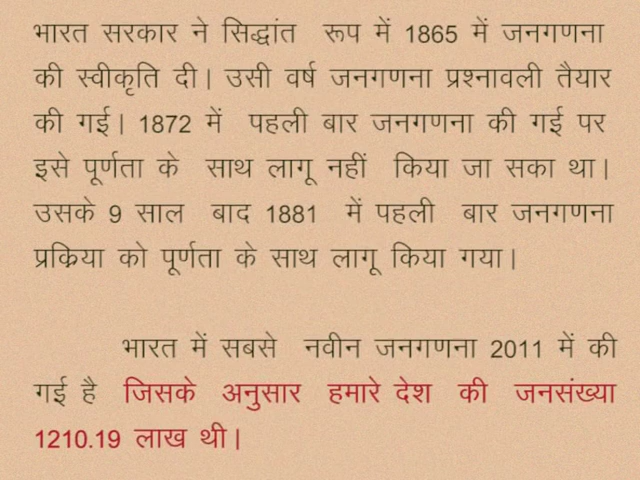 भारत सरकार ने सिद्धांत रूप में 1865 में जनगणना
की स्वीकृति दी। उसी वर्ष जनगणना प्रश्नावली तैयार
की गई। 1872 में पहली बार जनगणना की गई पर
इसे पूर्णता के साथ लागू नहीं किया जा सका था।
उसके 9 साल बाद 1881 में पहली बार जनगणना
प्रक्रिया को पूर्णता के साथ लागू किया गया।
भारत में सबसे नवीन जनगणना 2011 में की
गई है जिसके अनुसार हमारे देश की जनसंख्या
1210.19 लाख थी।